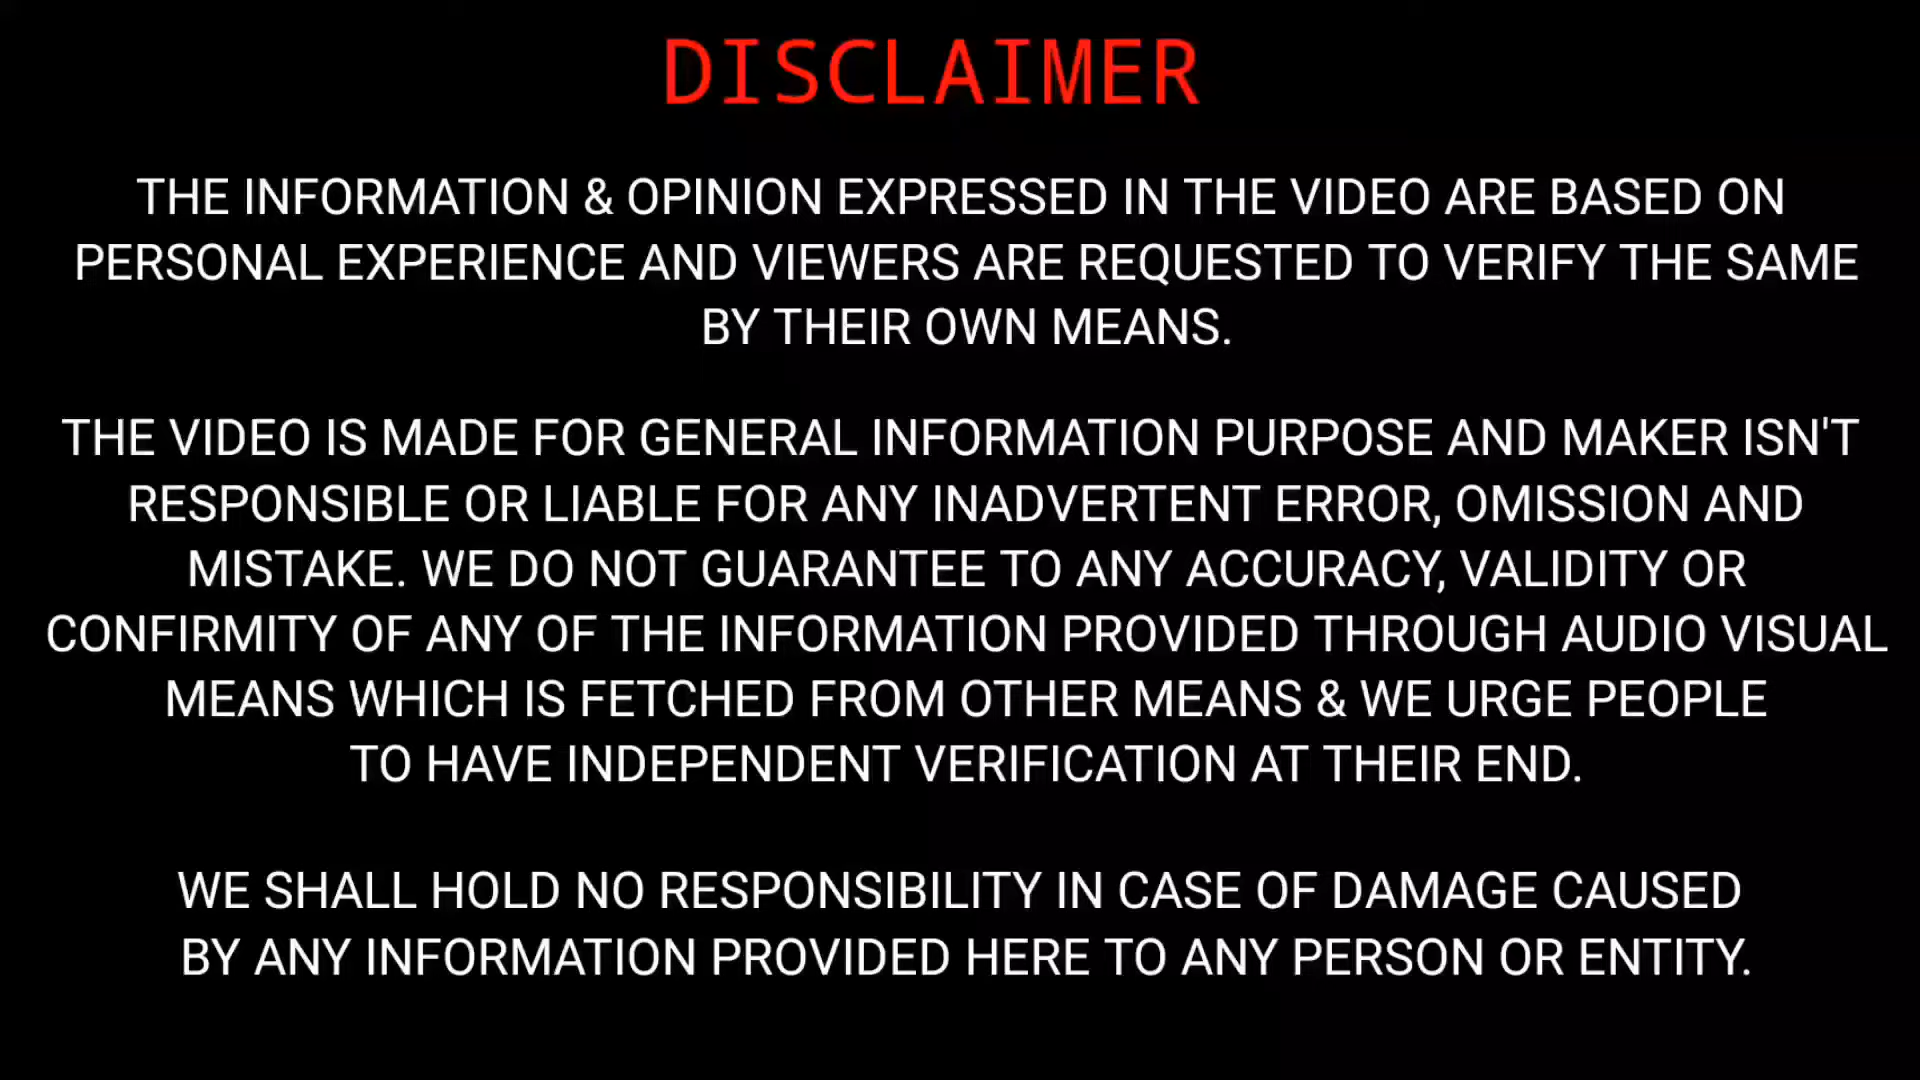 DISCLAIMER
THE INFORMATION & OPINION EXPRESSED IN THE VIDEO ARE BASED ON
PERSONAL EXPERIENCE AND VIEWERS ARE REQUESTED TO VERIFY THE SAME
BY THEIR OWN MEANS.
THE VIDEO IS MADE FOR GENERAL INFORMATION PURPOSE AND MAKER ISN'T
RESPONSIBLE OR LIABLE FOR ANY INADVERTENT ERROR, OMISSION AND
MISTAKE. WE DO NOT GUARANTEE TO ANY ACCURACY, VALIDITY OR
CONFIRMITY OF ANY OF THE INFORMATION PROVIDED THROUGH AUDIO VISUAL
MEANS WHICH IS FETCHED FROM OTHER MEANS & WE URGE PEOPLE
TO HAVE INDEPENDENT VERIFICATION AT THEIR END.
WE SHALL HOLD NO RESPONSIBILITY IN CASE OF DAMAGE CAUSED
BY ANY INFORMATION PROVIDED HERE TO ANY PERSON OR ENTITY.